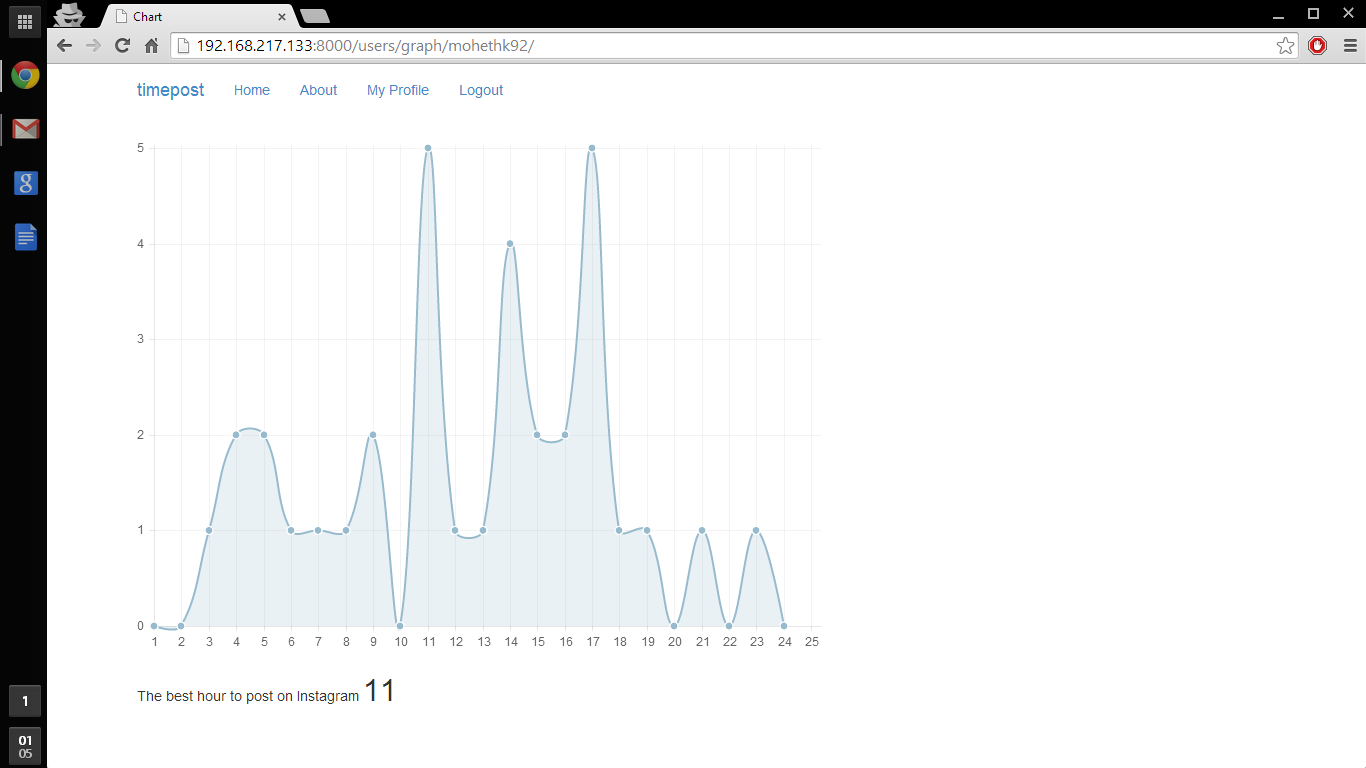 Chart
192.168.217.133:8000/users/graph/mohethk92/
timepost Home About My Profile Logout
5
4
3
2
1
0
1 2 3 4 5 6 7 8 9 10 11 12 13 14 15 16 17 18 19 20 21 22 23 24 25
The best hour to post on Instagram 11
g
1
01
05